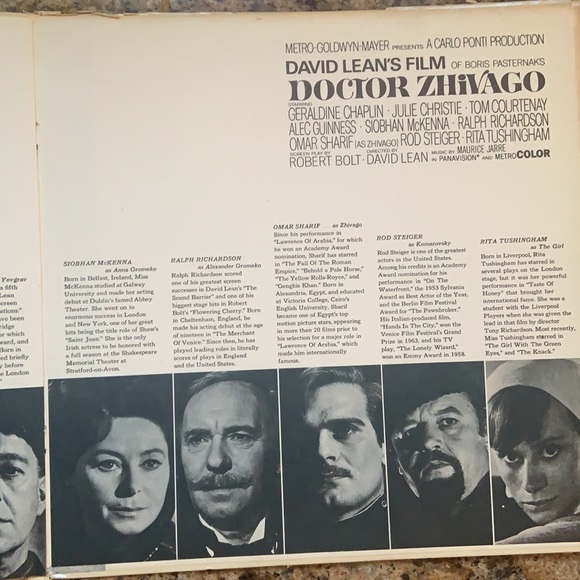 METRO-GOLDWYN-MAYER PRESENTS A CARLO PONTI PRODUCTION
DAVID LEAN'S FILM OF BORIS PASTERNAK'S
DOCTOR ZHiVAGO
STARRING
GERALDINE CHAPLIN · JULIE CHRISTIE · TOM COURTENAY
ALEC GUINNESS · SIOBHAN McKENNA · RALPH RICHARDSON
OMAR SHARIF [AS ZHIVAGO] ROD STEIGER · RITA TUSHINGHAM
SCREEN PLAY BY
ROBERT BOLT ·
DIRECTED BY
DAVID LEAN
MUSIC BY MAURICE JARRE
IN PANAVISION® AND METROCOLOR
Yevgrav
s fifth
Lean
screen
ations."
ave been
ridge
or which
ward, and
Born in
ed briefly
y before
e London
SIOBHAN McKENNA
as Anna Gromeko
Born in Belfast, Ireland, Miss
McKenna studied at Galway
University and made her acting
debut at Dublin's famed Abbey
Theater. She went on to
enormous success in London
and New York, one of her great
hits being the title role of Shaw's
"Saint Joan." She is the only
Irish actress to be honored with
a full season at the Shakespeare
Memorial Theater at
Stratford-on-Avon.
RALPH RICHARDSON
as Alexander Gromeko
Ralph Richardson scored
one of his greatest screen
successes in David Lean's "The
Sound Barrier" and one of his
biggest stage hits in Robert
Bolt's "Flowering Cherry." Born
in Cheltenham, England, he
made his acting debut at the age
of nineteen in "The Merchant
Of Venice." Since then, he has
played leading roles in literally
scores of plays in England
and the United States.
OMAR SHARIF . . . as Zhivago
Since his performance in
"Lawrence Of Arabia," for which
he won an Academy Award
nomination, Sharif has starred
in "The Fall Of The Roman
Empire," "Behold a Pale Horse,"
"The Yellow Rolls-Royce," and
"Genghis Khan." Born in
Alexandria, Egypt, and educated
at Victoria College, Cairo's
English University, Sharif
became one of Egypt's top
motion picture stars, appearing
in more than 20 films prior to
his selection for a major role in
"Lawrence Of Arabia," which
made him internationally
famous.
ROD STEIGER
as Komarovsky
Rod Steiger is one of the greatest
actors in the United States.
Among his credits is an Academy
Award nomination for his
performance in "On The
Waterfront," the 1953 Sylvania
Award as Best Actor of the Year,
and the Berlin Film Festival
Award for "The Pawnbroker."
His Italian-produced film,
"Hands In The City," won the
Venice Film Festival's Grand
Prize in 1963, and his TV
play, "The Lonely Wizard,"
won an Emmy Award in 1958.
RITA TUSHINGHAM
as The Girl
Born in Liverpool, Rita
Tushingham has starred in
several plays on the London
stage, but it was her powerful
performance in "Taste Of
Honey" that brought her
international fame. She was a
student with the Liverpool
Players when she was given the
lead in that film by director
Tony Richardson. Most recently,
Miss Tushingham starred in
"The Girl With The Green
Eyes," and "The Knack."